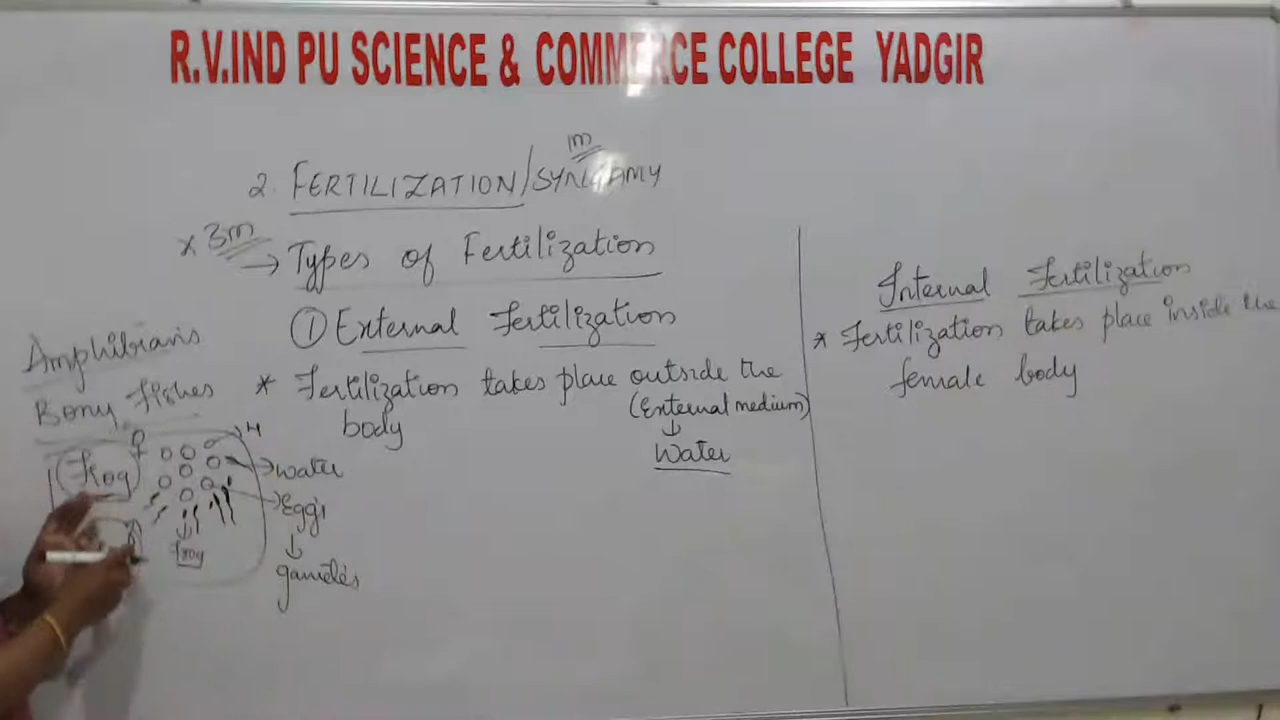 R.V.IND PU SCIENCE & COMMERCE COLLEGE YADGIR
1m
2. FERTILIZATION/SYNGAMY
* 3m
→ Types of Fertilization
① External Fertilization
* Fertilization takes place outside the
body
(External medium)
↓
Water
Amphibians
Bony fishes
Frog
♀
→ water
→ Eggs
↓
gametes
↓
frog
Internal Fertilization
* Fertilization takes place inside the
female body